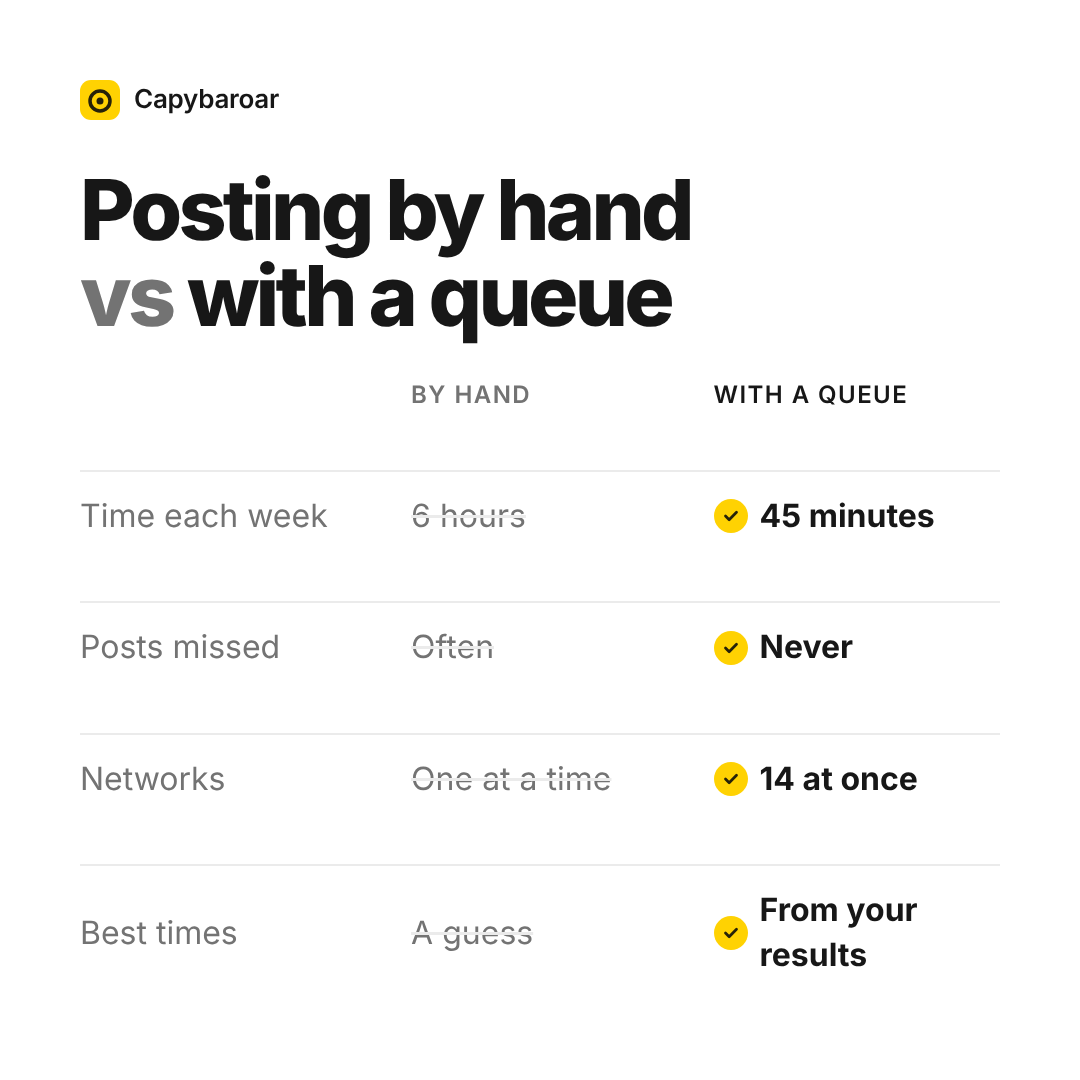 Capybaroar
Posting by hand
vs with a queue
BY HAND WITH A QUEUE
Time each week 6 hours 45 minutes
Posts missed Often Never
Networks One at a time 14 at once
Best times A guess From your
results